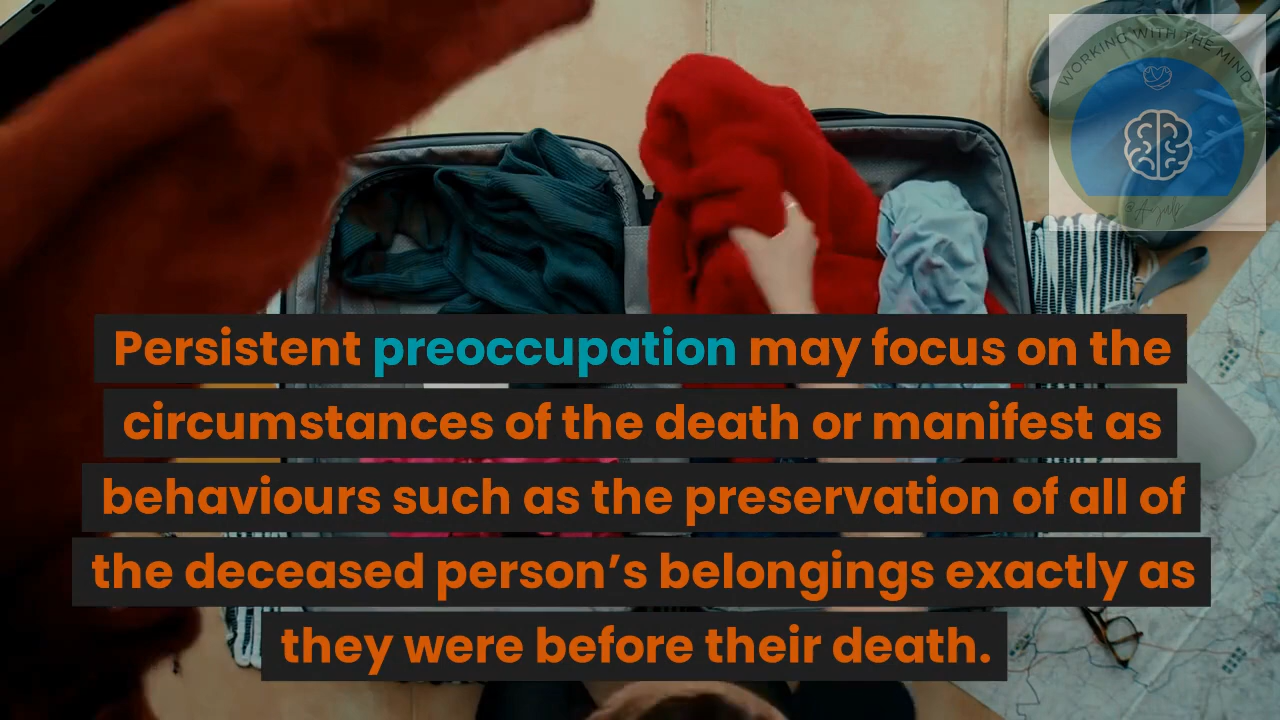 WORKING WITH THE MIND
Persistent preoccupation may focus on the
circumstances of the death or manifest as
behaviours such as the preservation of all of
the deceased person’s belongings exactly as
they were before their death.